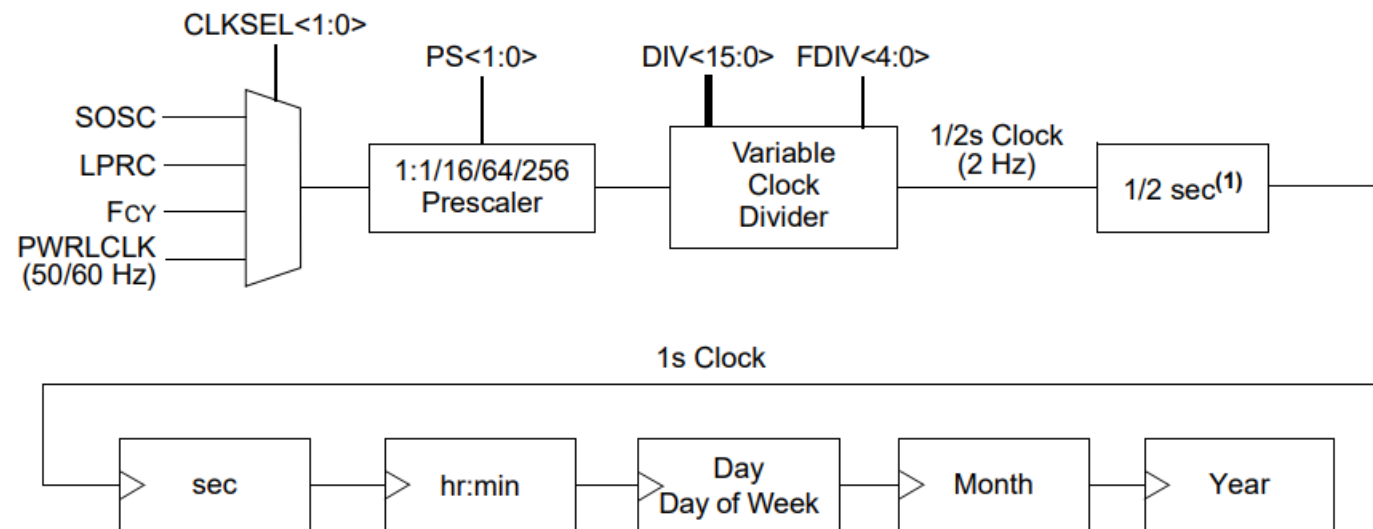 CLKSEL<1:0>
PS<1:0>
DIV<15:0> FDIV<4:0>
SOSC
LPRC
FCY
PWRLCLK
(50/60 Hz)
1:1/16/64/256
Prescaler
Variable
Clock
Divider
1/2s Clock
(2 Hz)
1/2 sec(1)
1s Clock
sec
hr:min
Day
Day of Week
Month
Year